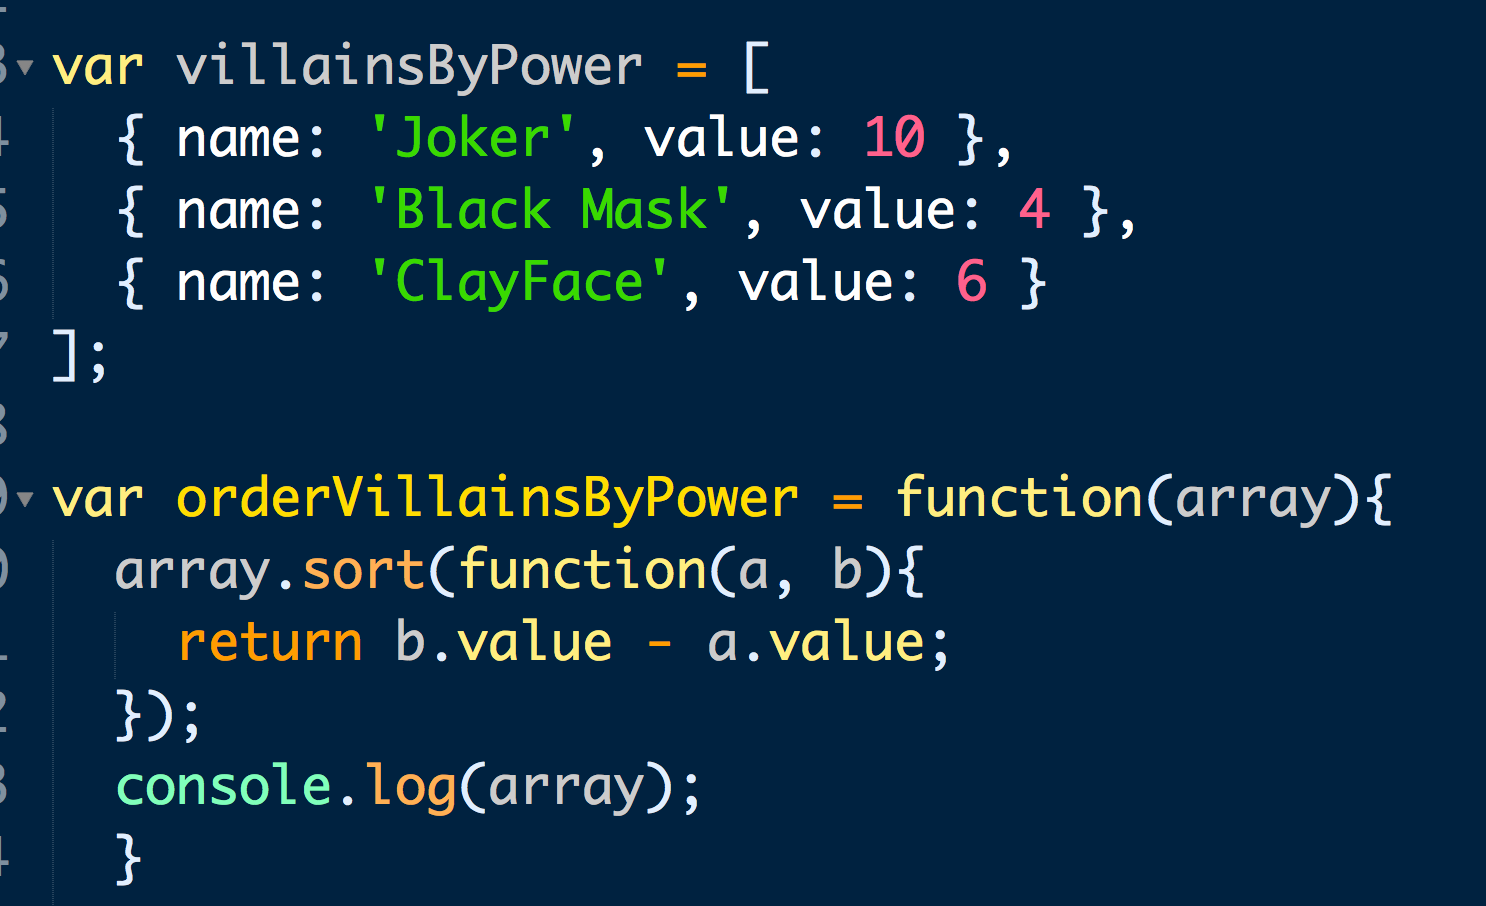 var villainsByPower = [
{ name: 'Joker', value: 10 },
{ name: 'Black Mask', value: 4 },
{ name: 'ClayFace', value: 6 }
];
var orderVillainsByPower = function(array){
array.sort(function(a, b){
return b.value - a.value;
});
console.log(array);
}